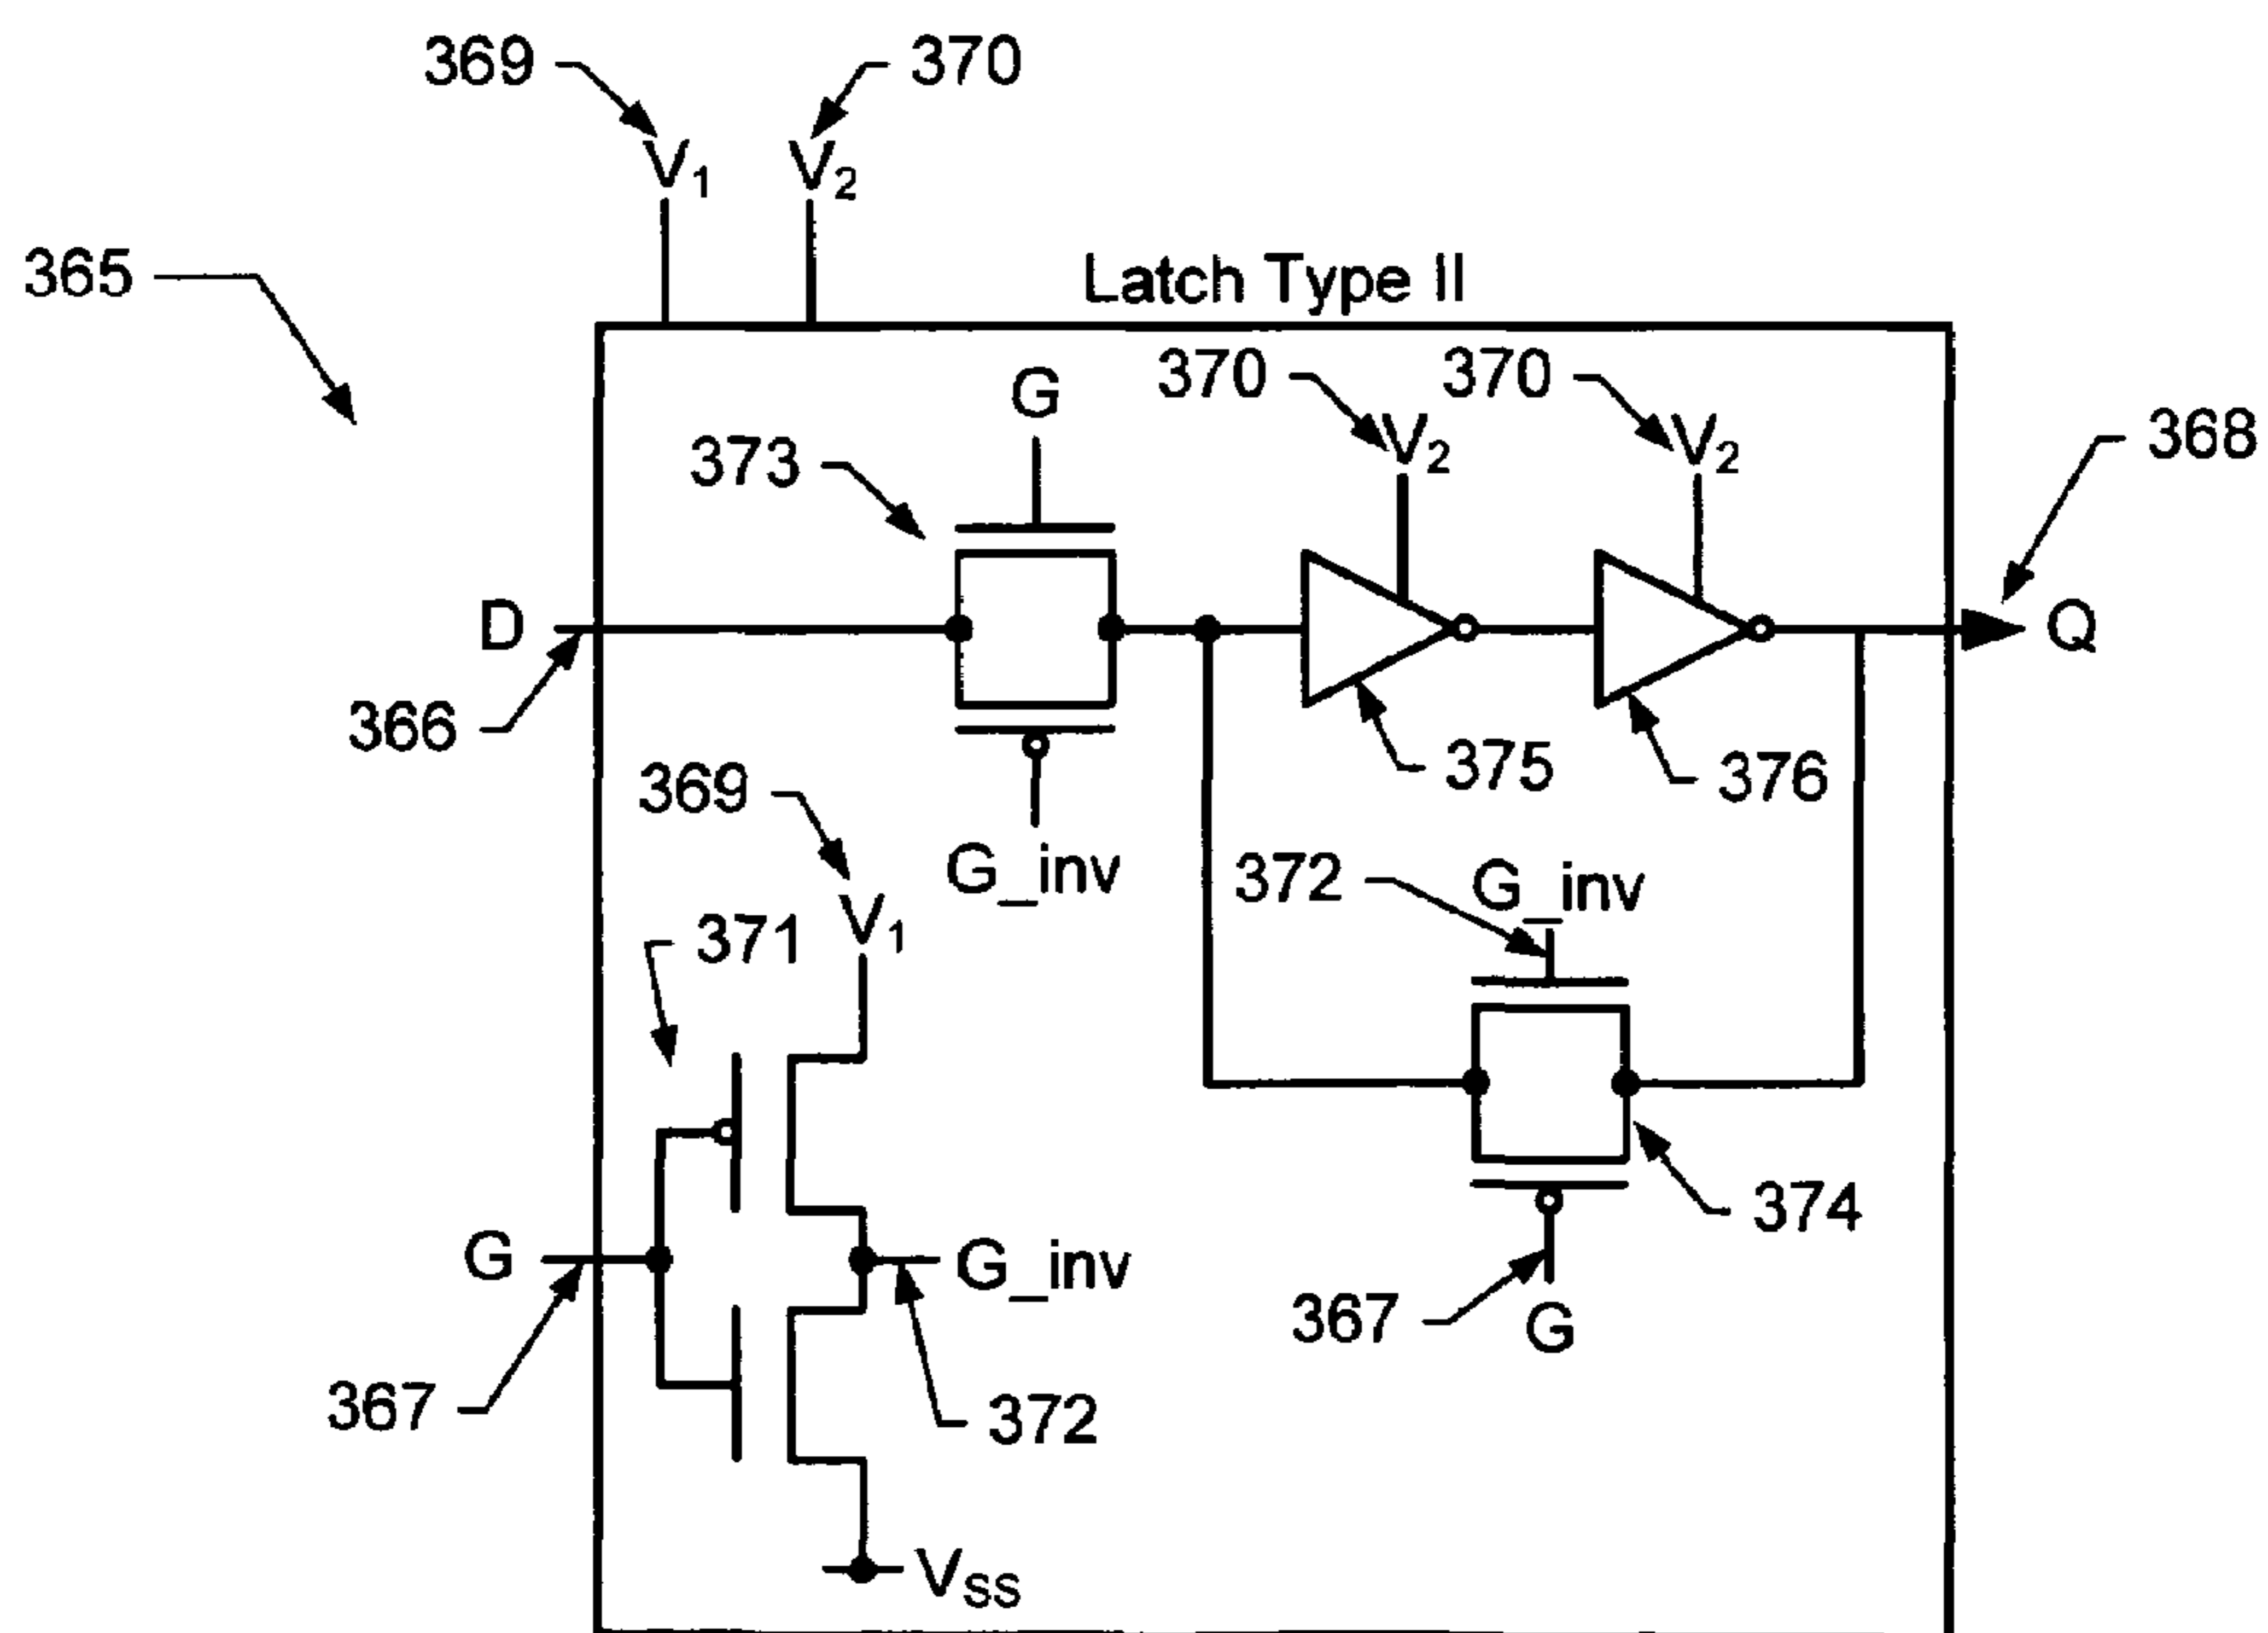 369
370
V1
V2
365
Latch Type II
G
370
370
373
V2
V2
368
D
Q
366
375
376
369
G_inv
372
G_inv
371
V1
374
G
G_inv
367
G
367
372
VSS